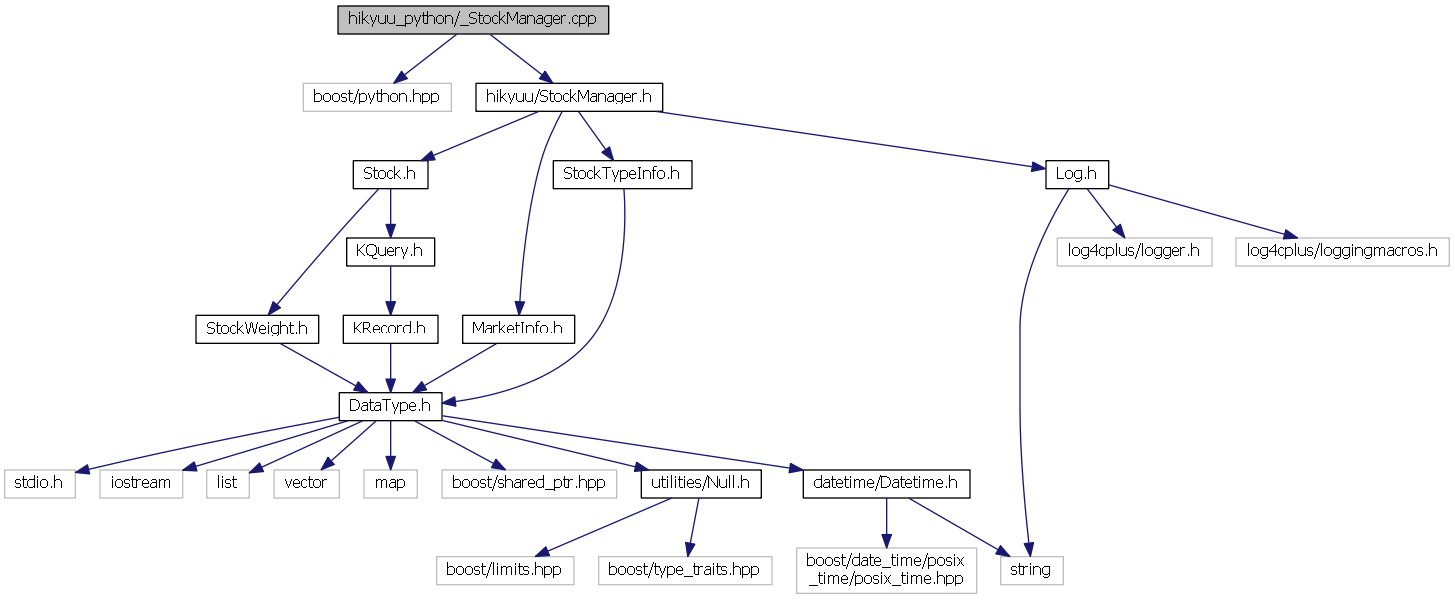 hikyuu_python/_StockManager.cpp
boost/python.hpp
hikyuu/StockManager.h
Stock.h
StockTypeInfo.h
Log.h
KQuery.h
log4cplus/logger.h
log4cplus/loggingmacros.h
StockWeight.h
KRecord.h
MarketInfo.h
DataType.h
stdio.h
iostream
list
vector
map
boost/shared_ptr.hpp
utilities/Null.h
datetime/Datetime.h
boost/limits.hpp
boost/type_traits.hpp
boost/date_time/posix
_time/posix_time.hpp
string